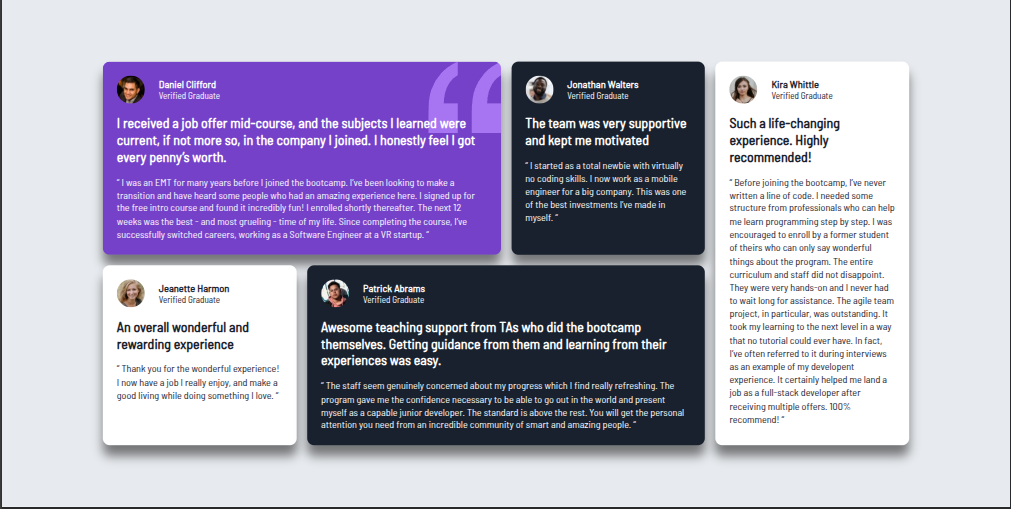 Daniel Clifford
Verified Graduate
I received a job offer mid-course, and the subjects I learned were
current, if not more so, in the company I joined. I honestly feel I got
every penny’s worth.
“ I was an EMT for many years before I joined the bootcamp. I’ve been looking to make a
transition and have heard some people who had an amazing experience here. I signed up for
the free intro course and found it incredibly fun! I enrolled shortly thereafter. The next 12
weeks was the best - and most grueling - time of my life. Since completing the course, I’ve
successfully switched careers, working as a Software Engineer at a VR startup. ”
Jonathan Walters
Verified Graduate
The team was very supportive
and kept me motivated
“ I started as a total newbie with virtually
no coding skills. I now work as a mobile
engineer for a big company. This was one
of the best investments I’ve made in
myself. ”
Kira Whittle
Verified Graduate
Such a life-changing
experience. Highly
recommended!
“ Before joining the bootcamp, I’ve never
written a line of code. I needed some
structure from professionals who can help
me learn programming step by step. I was
encouraged to enroll by a former student
of theirs who can only say wonderful
things about the program. The entire
curriculum and staff did not disappoint.
They were very hands-on and I never had
to wait long for assistance. The agile team
project, in particular, was outstanding. It
took my learning to the next level in a way
that no tutorial could ever have. In fact,
I’ve often referred to it during interviews
as an example of my developent
experience. It certainly helped me land a
job as a full-stack developer after
receiving multiple offers. 100%
recommend! ”
Jeanette Harmon
Verified Graduate
An overall wonderful and
rewarding experience
“ Thank you for the wonderful experience!
I now have a job I really enjoy, and make a
good living while doing something I love. ”
Patrick Abrams
Verified Graduate
Awesome teaching support from TAs who did the bootcamp
themselves. Getting guidance from them and learning from their
experiences was easy.
“ The staff seem genuinely concerned about my progress which I find really refreshing. The
program gave me the confidence necessary to be able to go out in the world and present
myself as a capable junior developer. The standard is above the rest. You will get the personal
attention you need from an incredible community of smart and amazing people. ”